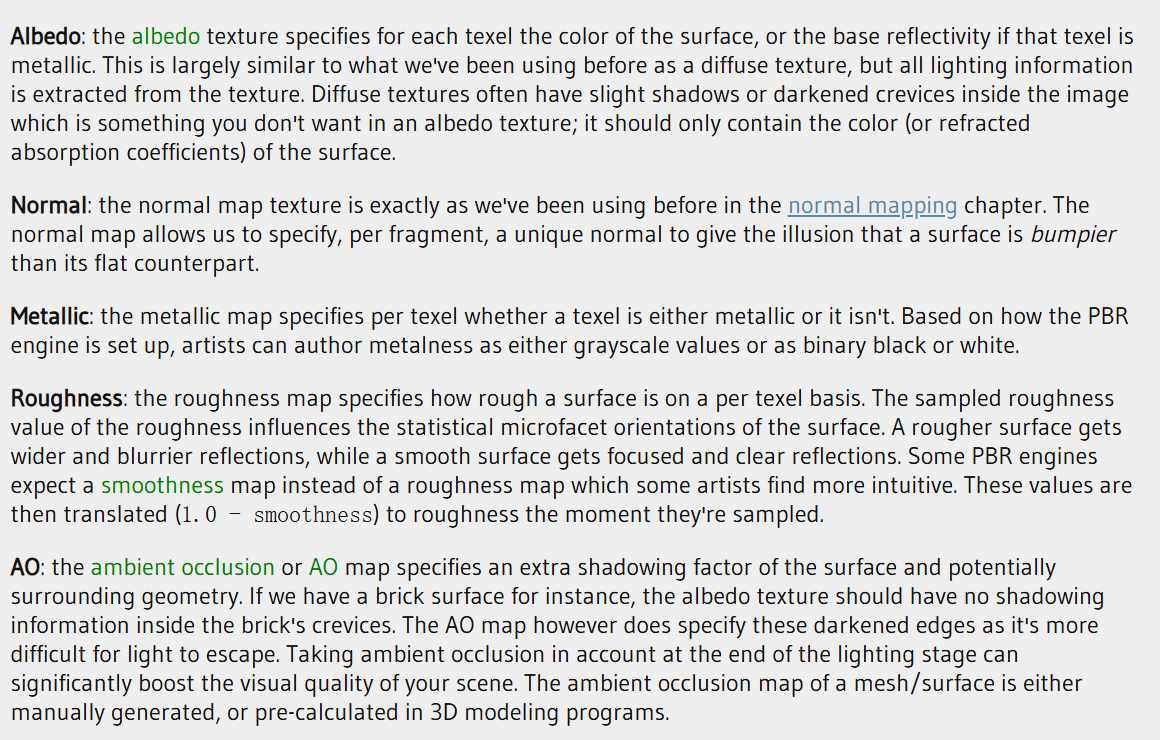 Albedo: the albedo texture specifies for each texel the color of the surface, or the base reflectivity if that texel is
metallic. This is largely similar to what we've been using before as a diffuse texture, but all lighting information
is extracted from the texture. Diffuse textures often have slight shadows or darkened crevices inside the image
which is something you don't want in an albedo texture; it should only contain the color (or refracted
absorption coefficients) of the surface.
Normal: the normal map texture is exactly as we've been using before in the normal mapping chapter. The
normal map allows us to specify, per fragment, a unique normal to give the illusion that a surface is bumpier
than its flat counterpart.
Metallic: the metallic map specifies per texel whether a texel is either metallic or it isn't. Based on how the PBR
engine is set up, artists can author metalness as either grayscale values or as binary black or white.
Roughness: the roughness map specifies how rough a surface is on a per texel basis. The sampled roughness
value of the roughness influences the statistical microfacet orientations of the surface. A rougher surface gets
wider and blurrier reflections, while a smooth surface gets focused and clear reflections. Some PBR engines
expect a smoothness map instead of a roughness map which some artists find more intuitive. These values are
then translated (1.0 - smoothness) to roughness the moment they're sampled.
AO: the ambient occlusion or AO map specifies an extra shadowing factor of the surface and potentially
surrounding geometry. If we have a brick surface for instance, the albedo texture should have no shadowing
information inside the brick's crevices. The AO map however does specify these darkened edges as it's more
difficult for light to escape. Taking ambient occlusion in account at the end of the lighting stage can
significantly boost the visual quality of your scene. The ambient occlusion map of a mesh/surface is either
manually generated, or pre-calculated in 3D modeling programs.